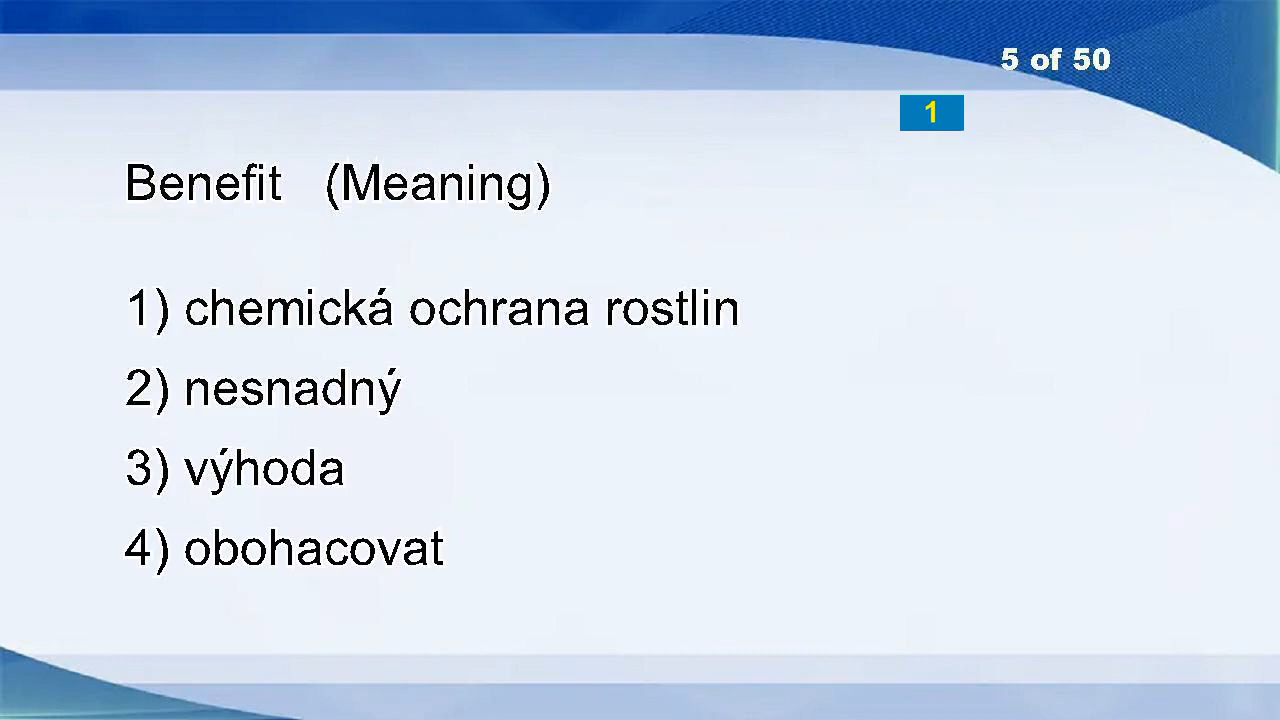 5 of 50
1
Benefit (Meaning)
1) chemická ochrana rostlin
2) nesnadný
3) výhoda
4) obohacovat